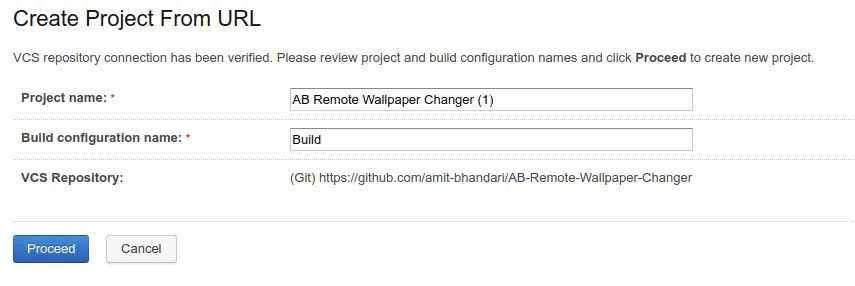 Create Project From URL
VCS repository connection has been verified. Please review project and build configuration names and click Proceed to create new project.
Project name: * AB Remote Wallpaper Changer (1)
Build configuration name: * Build
VCS Repository: (Git) https://github.com/amit-bhandari/AB-Remote-Wallpaper-Changer
Proceed Cancel